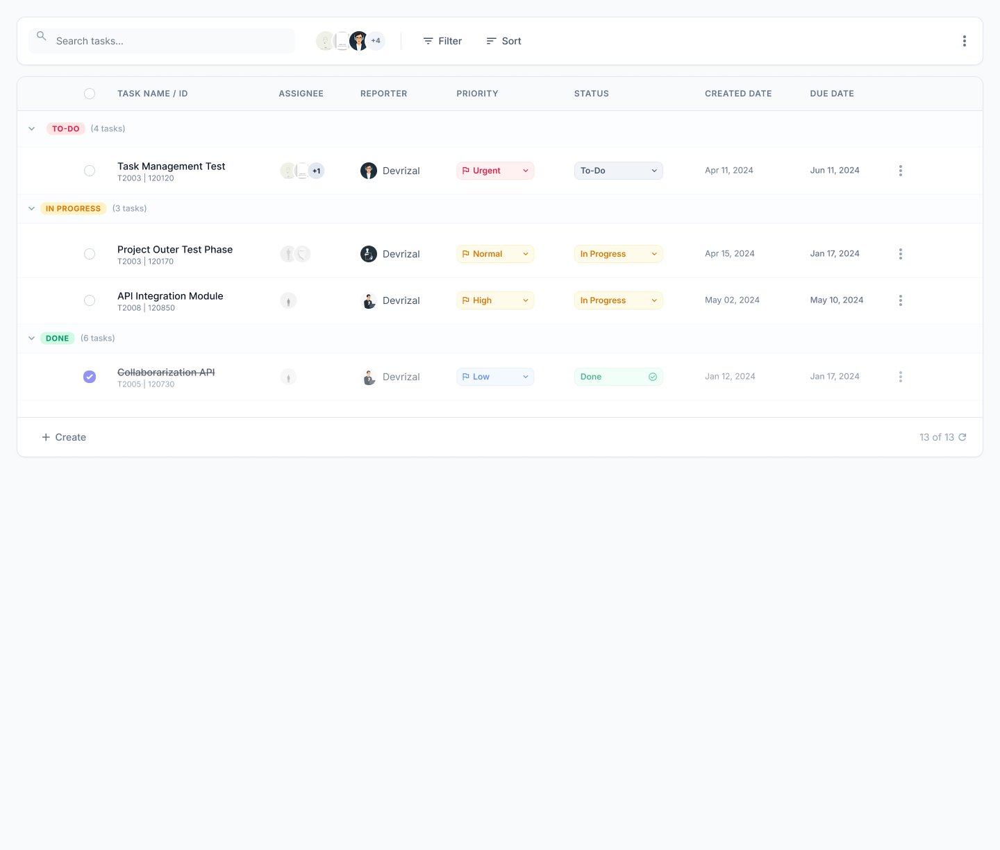 Search tasks...
+4
Filter
Sort
TASK NAME / ID
ASSIGNEE
REPORTER
PRIORITY
STATUS
CREATED DATE
DUE DATE
TO-DO
(4 tasks)
Task Management Test
T2003 | 120120
+1
Devrizal
Urgent
To-Do
Apr 11, 2024
Jun 11, 2024
IN PROGRESS
(3 tasks)
Project Outer Test Phase
T2003 | 120170
Devrizal
Normal
In Progress
Apr 15, 2024
Jan 17, 2024
API Integration Module
T2008 | 120850
Devrizal
High
In Progress
May 02, 2024
May 10, 2024
DONE
(6 tasks)
Collaborarization API
T2005 | 120730
Devrizal
Low
Done
Jan 12, 2024
Jan 17, 2024
Create
13 of 13